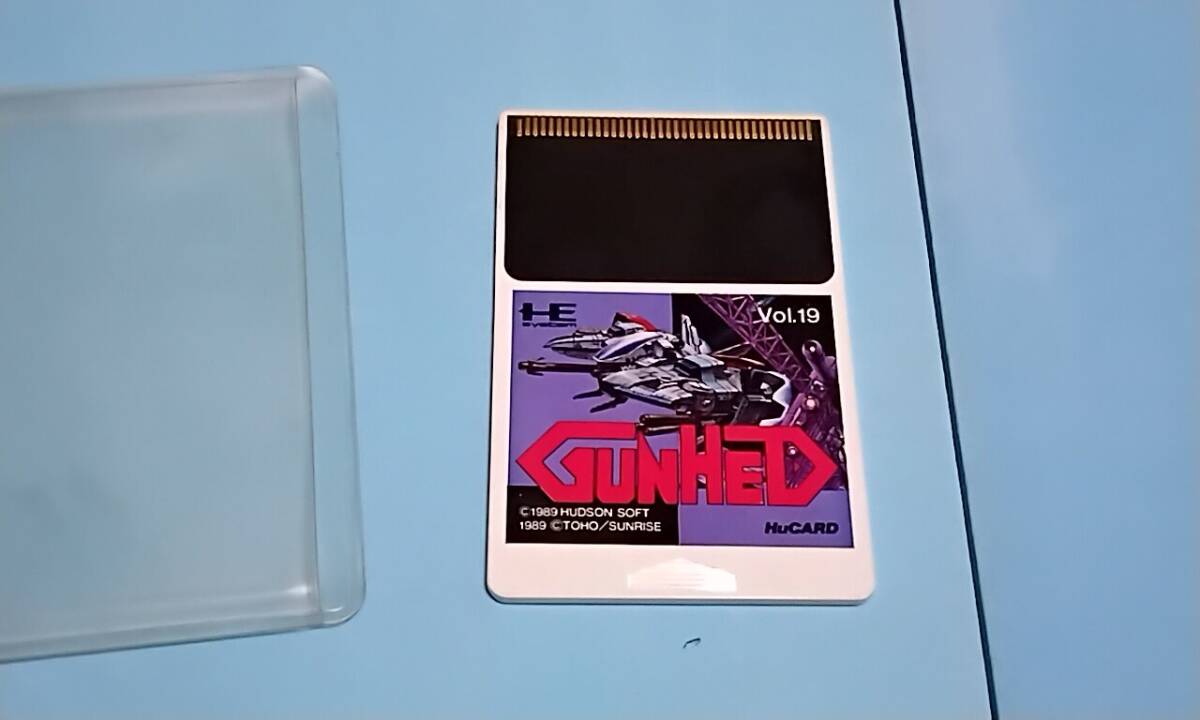 HE
system
Vol.19
GUNHED
©1989 HUDSON SOFT
1989 ©TOHO/SUNRISE
HuCARD